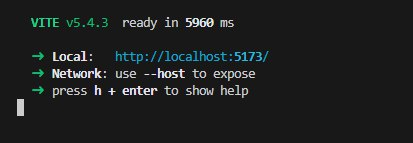 VITE v5.4.3 ready in 5960 ms
➜ Local: http://localhost:5173/
➜ Network: use --host to expose
➜ press h + enter to show help